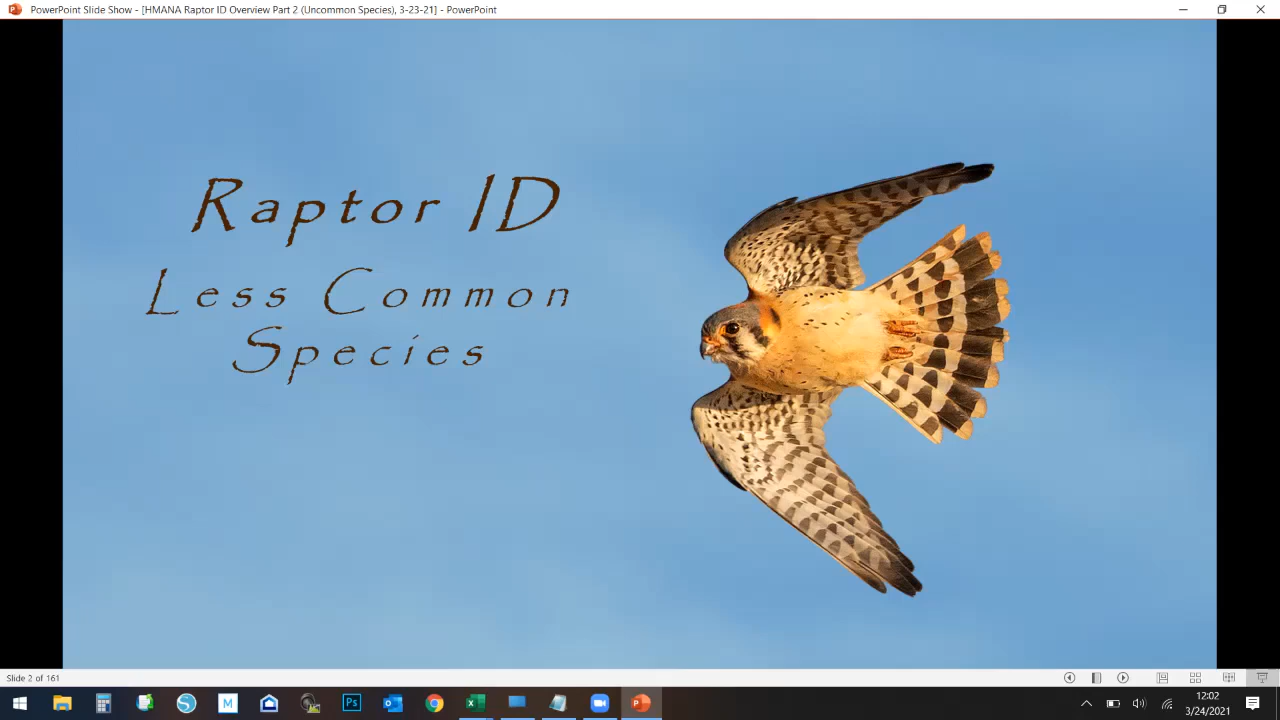 PowerPoint Slide Show - [HMANA Raptor ID Overview Part 2 (Uncommon Species), 3-23-21] - PowerPoint
Raptor ID
Less Common
Species
Slide 2 of 161
M
Ps
12:02
3/24/2021